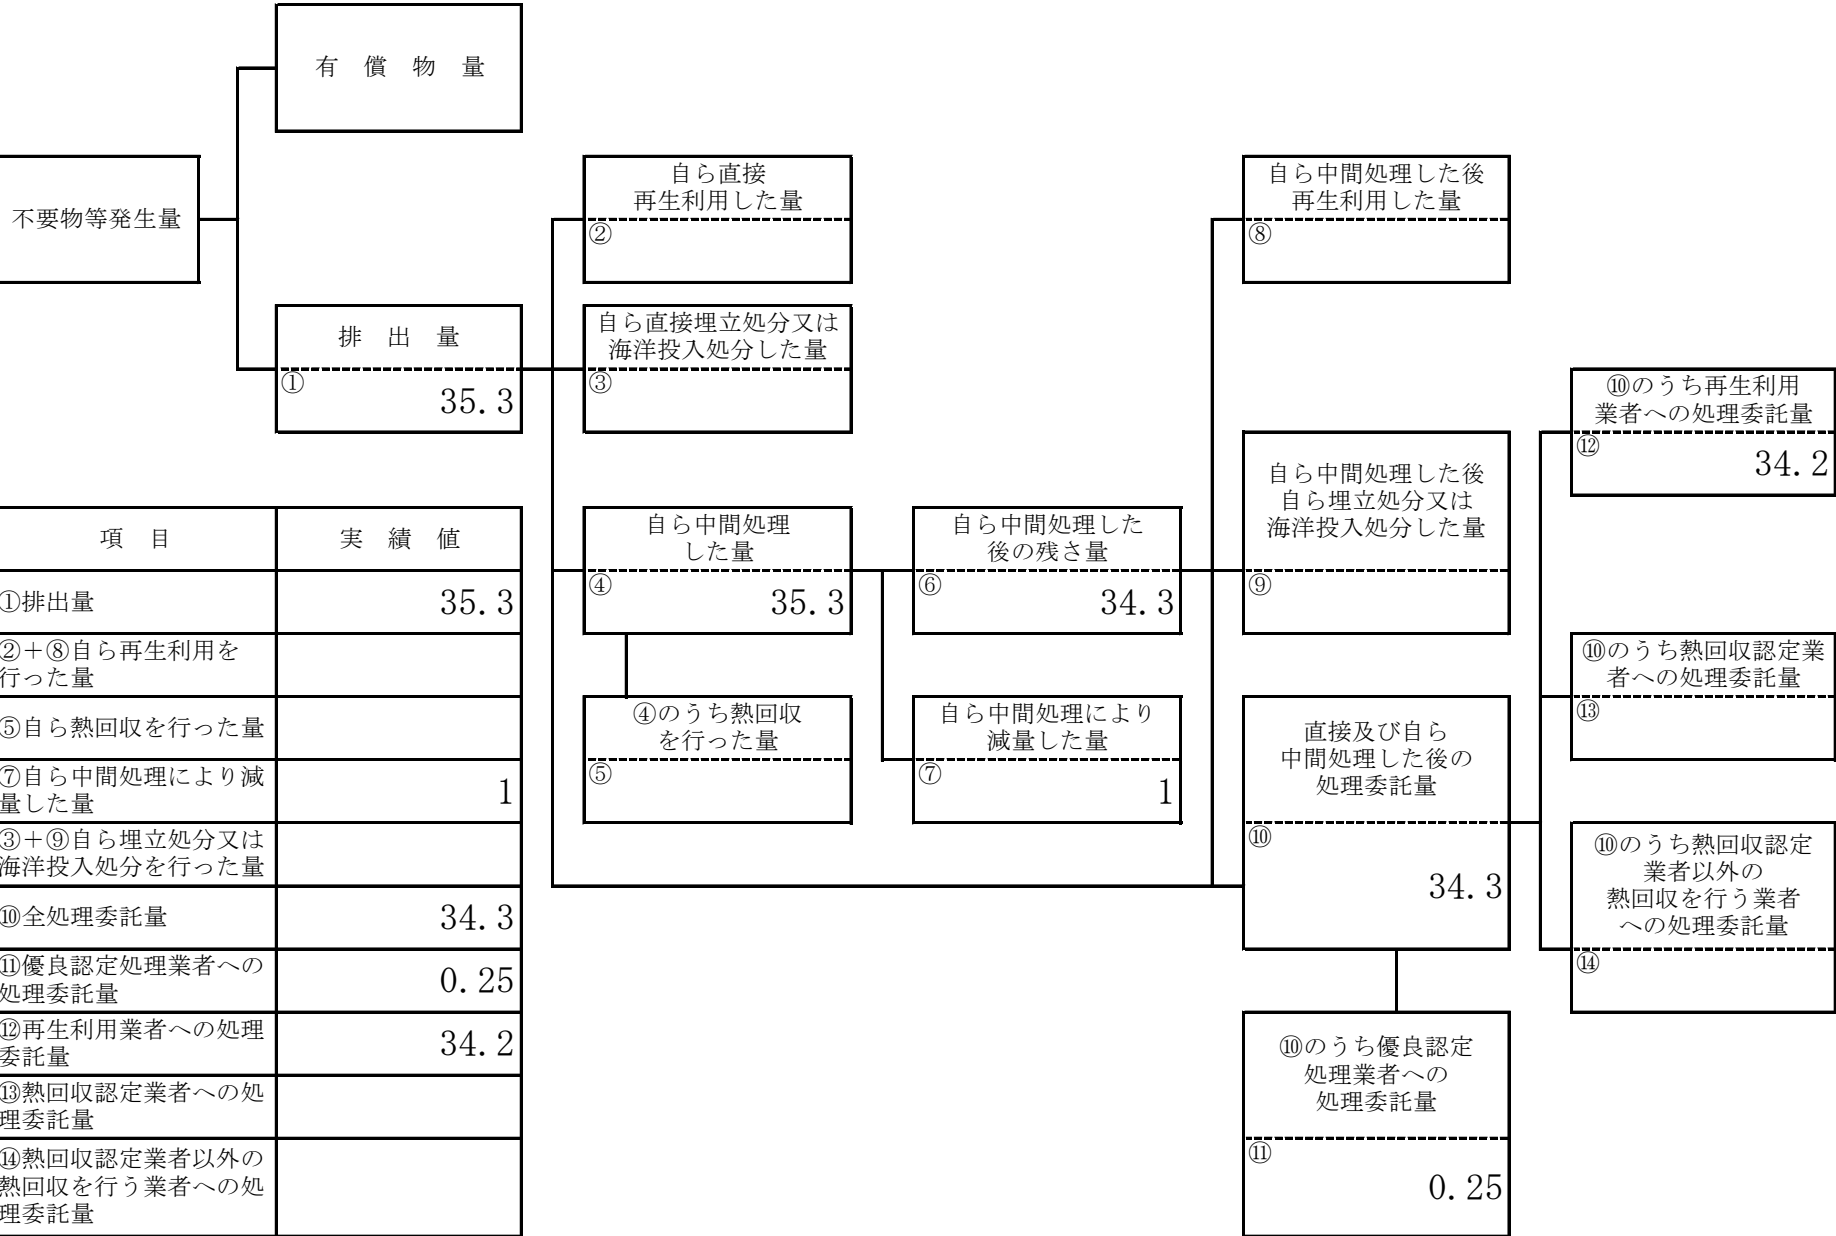 有　償　物　量
不要物等発生量
排　出　量
①
35.3
自ら直接
再生利用した量
②
自ら直接埋立処分又は
海洋投入処分した量
③
自ら中間処理
した量
④
35.3
④のうち熱回収
を行った量
⑤
自ら中間処理した
後の残さ量
⑥
34.3
自ら中間処理により
減量した量
⑦
1
自ら中間処理した後
再生利用した量
⑧
自ら中間処理した後
自ら埋立処分又は
海洋投入処分した量
⑨
直接及び自ら
中間処理した後の
処理委託量
⑩
34.3
⑩のうち優良認定
処理業者への
処理委託量
⑪
0.25
⑩のうち再生利用
業者への処理委託量
⑫
34.2
⑩のうち熱回収認定業
者への処理委託量
⑬
⑩のうち熱回収認定
業者以外の
熱回収を行う業者
への処理委託量
⑭
項　目
実　績　値
①排出量
35.3
②＋⑧自ら再生利用を
行った量
⑤自ら熱回収を行った量
⑦自ら中間処理により減
量した量
1
③＋⑨自ら埋立処分又は
海洋投入処分を行った量
⑩全処理委託量
34.3
⑪優良認定処理業者への
処理委託量
0.25
⑫再生利用業者への処理
委託量
34.2
⑬熱回収認定業者への処
理委託量
⑭熱回収認定業者以外の
熱回収を行う業者への処
理委託量